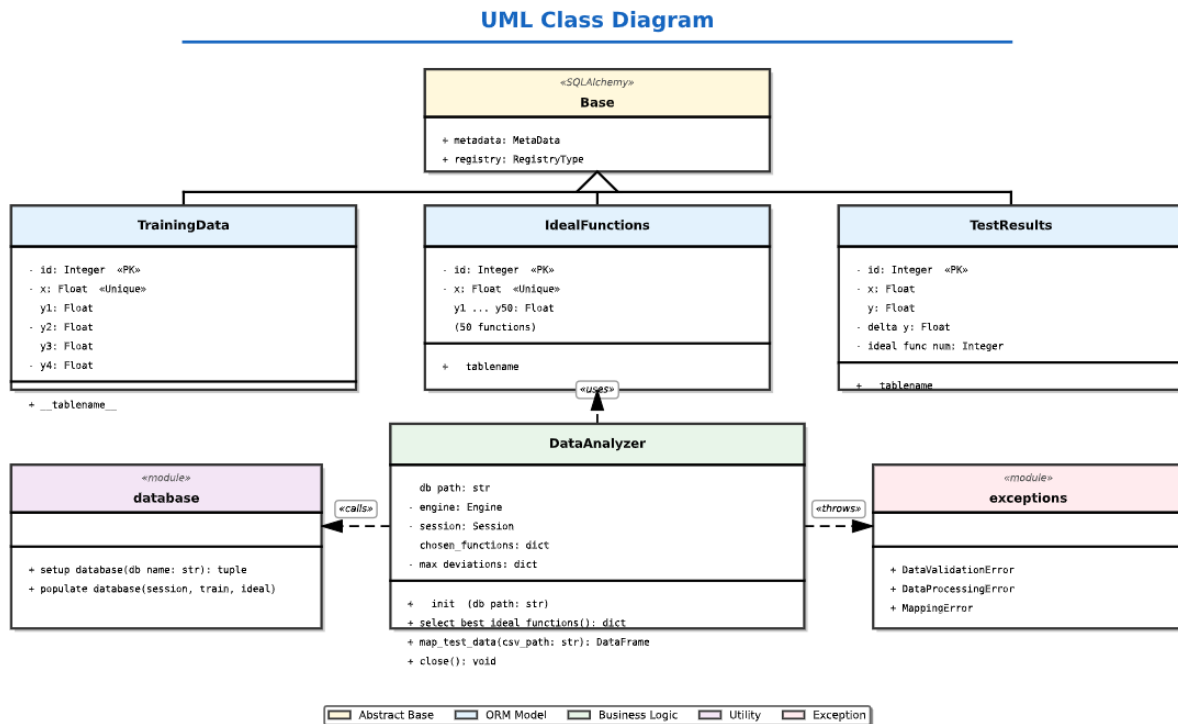 UML Class Diagram
«SQLAlchemy»
Base
+ metadata: MetaData
+ registry: RegistryType
TrainingData
- id: Integer «PK»
- x: Float «Unique»
y1: Float
- y2: Float
y3: Float
- y4: Float
+ __tablename__
IdealFunctions
- id: Integer «PK»
- x: Float «Unique»
y1 ... y50: Float
(50 functions)
+ tablename
TestResults
- id: Integer «PK»
- x: Float
y: Float
- delta y: Float
- ideal func num: Integer
+ tablename
«uses»
DataAnalyzer
db path: str
- engine: Engine
- session: Session
chosen_functions: dict
- max deviations: dict
+ init (db path: str)
+ select best ideal functions(): dict
+ map_test_data(csv_path: str): DataFrame
+ close(): void
«module»
database
+ setup database(db name: str): tuple
+ populate database(session, train, ideal)
«calls»
«throws»
«module»
exceptions
+ DataValidationError
+ DataProcessingError
+ MappingError
Abstract Base
ORM Model
Business Logic
Utility
Exception